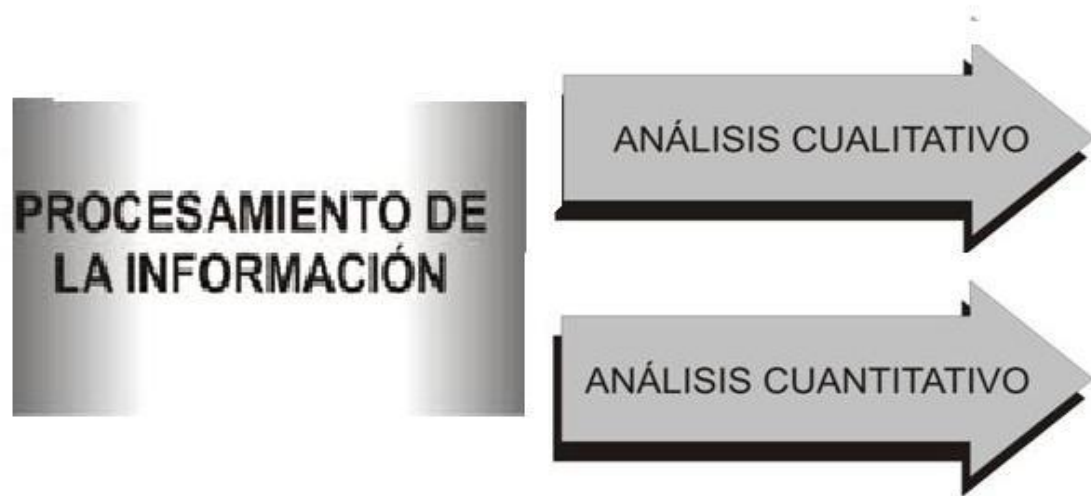 PROCESAMIENTO DE
LA INFORMACIÓN
ANÁLISIS CUALITATIVO
ANÁLISIS CUANTITATIVO